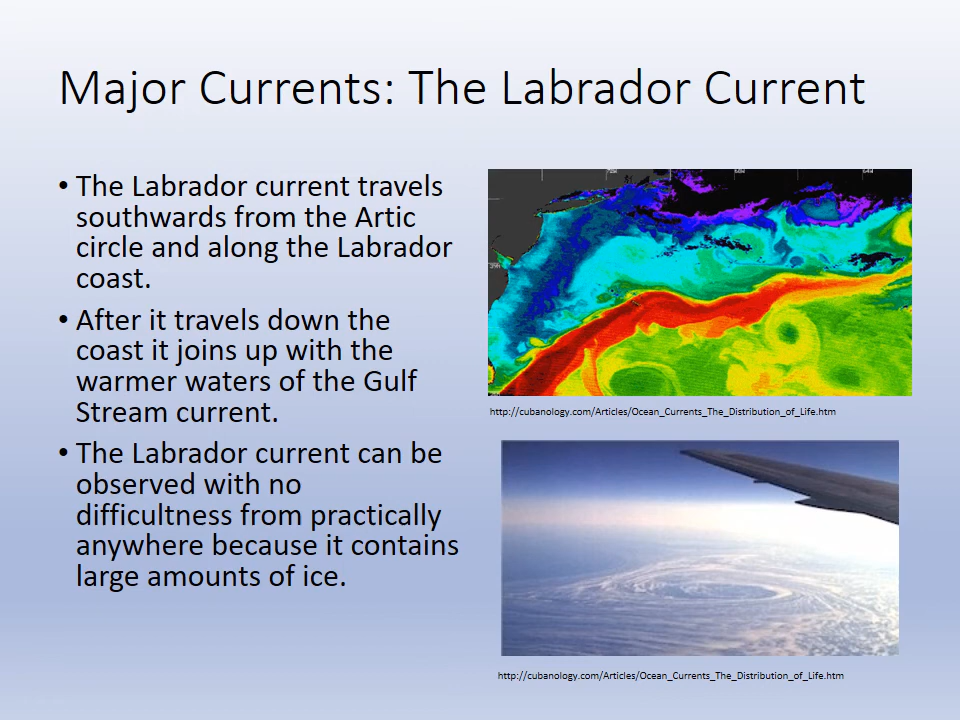 Major Currents: The Labrador Current
• The Labrador current travels
southwards from the Artic
circle and along the Labrador
coast.
• After it travels down the
coast it joins up with the
warmer waters of the Gulf
Stream current.
• The Labrador current can be
observed with no
difficultness from practically
anywhere because it contains
large amounts of ice.
http://cubanology.com/Articles/Ocean_Currents_The_Distribution_of_Life.htm
http://cubanology.com/Articles/Ocean_Currents_The_Distribution_of_Life.htm